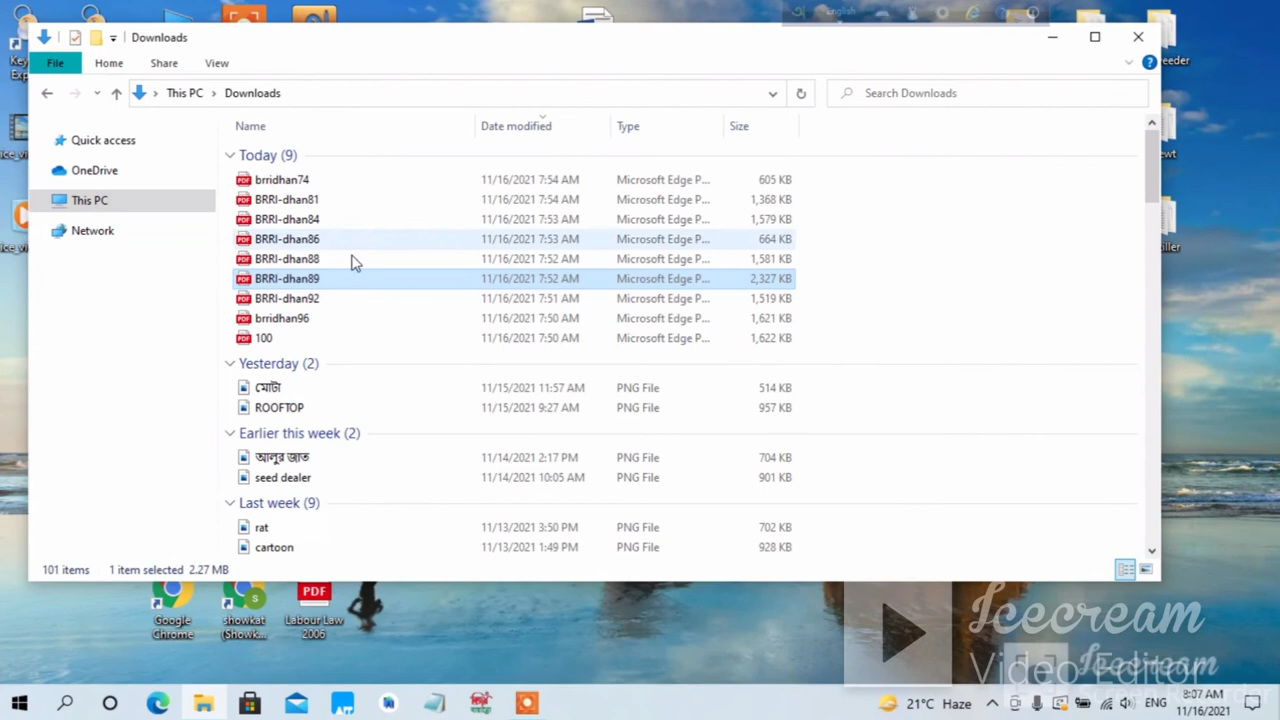 English
Downloads
File Home Share View
This PC > Downloads
Search Downloads
Name Date modified Type Size
Quick access
OneDrive
This PC
Network
Today (9)
brridhan74 11/16/2021 7:54 AM Microsoft Edge P... 605 KB
BRRI-dhan81 11/16/2021 7:54 AM Microsoft Edge P... 1,368 KB
BRRI-dhan84 11/16/2021 7:53 AM Microsoft Edge P... 1,579 KB
BRRI-dhan86 11/16/2021 7:53 AM Microsoft Edge P... 664 KB
BRRI-dhan88 11/16/2021 7:52 AM Microsoft Edge P... 1,581 KB
BRRI-dhan89 11/16/2021 7:52 AM Microsoft Edge P... 2,327 KB
BRRI-dhan92 11/16/2021 7:51 AM Microsoft Edge P... 1,519 KB
brridhan96 11/16/2021 7:50 AM Microsoft Edge P... 1,621 KB
100 11/16/2021 7:50 AM Microsoft Edge P... 1,622 KB
Yesterday (2)
মোটা 11/15/2021 11:57 AM PNG File 514 KB
ROOFTOP 11/15/2021 9:27 AM PNG File 957 KB
Earlier this week (2)
আলুর জাত 11/14/2021 2:17 PM PNG File 704 KB
seed dealer 11/14/2021 10:05 AM PNG File 901 KB
Last week (9)
rat 11/13/2021 3:50 PM PNG File 702 KB
cartoon 11/13/2021 1:49 PM PNG File 928 KB
101 items 1 item selected 2.27 MB
Google Chrome
showkat (Showk...
PDF
Labour Law 2006
Icecream
Video Editor
Icecream
21°C Haze
ENG
8:07 AM
11/16/2021